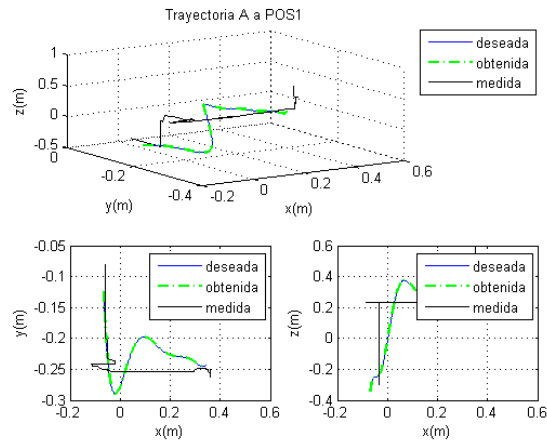 Trayectoria A a POS1
deseada
obtenida
medida
1
0.5
0
-0.5
z(m)
0
-0.2
-0.4
y(m)
-0.2
0
0.2
0.4
0.6
x(m)
-0.05
-0.1
-0.15
-0.2
-0.25
-0.3
y(m)
-0.2
0
0.2
0.4
0.6
x(m)
deseada
obtenida
medida
0.6
0.4
0.2
0
-0.2
-0.4
z(m)
-0.2
0
0.2
0.4
0.6
x(m)
deseada
obtenida
medida